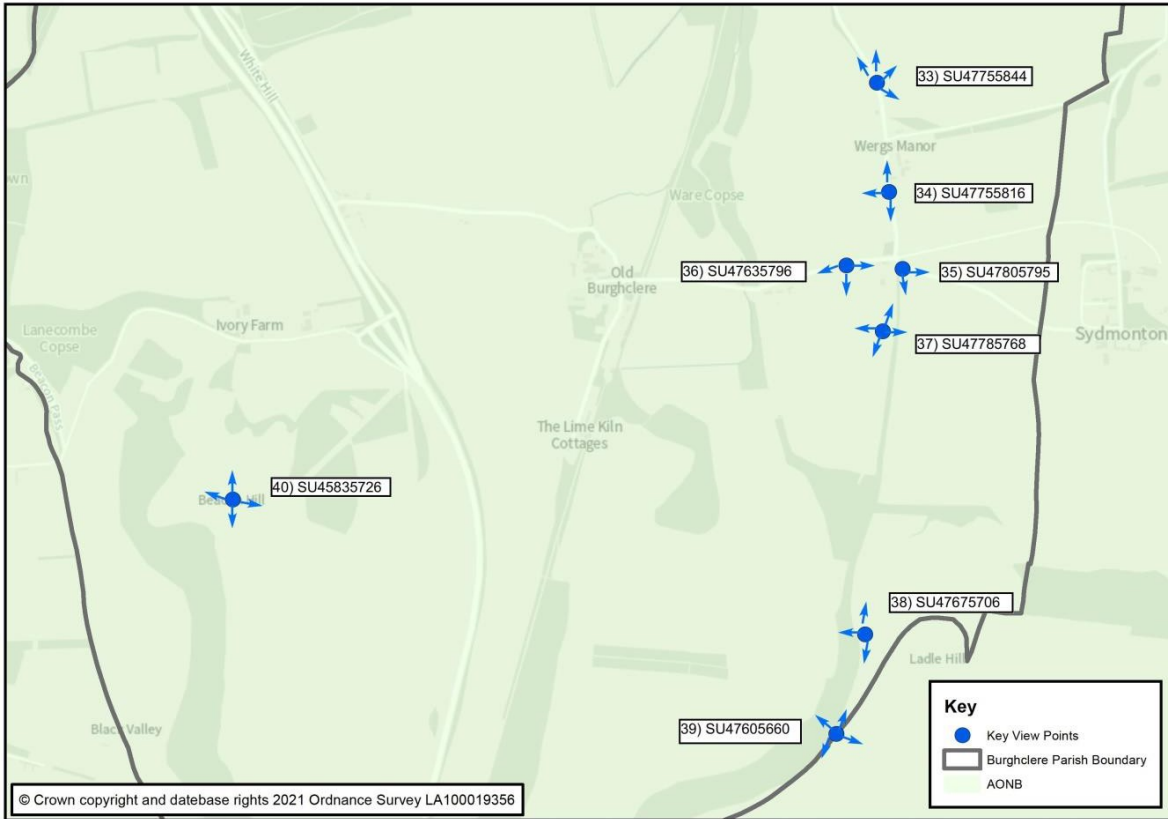 White Hill
33) SU47755844
Wergs Manor
Ware Copse
34) SU47755816
36) SU47635796
35) SU47805795
Old
Burghclere
Ivory Farm
Lanecombe
Copse
Sydmonton
37) SU47785768
Beacon Pass
The Lime Kiln
Cottages
40) SU45835726
38) SU47675706
Ladle Hill
39) SU47605660
Key
Key View Points
Burghclere Parish Boundary
AONB
© Crown copyright and datebase rights 2021 Ordnance Survey LA100019356